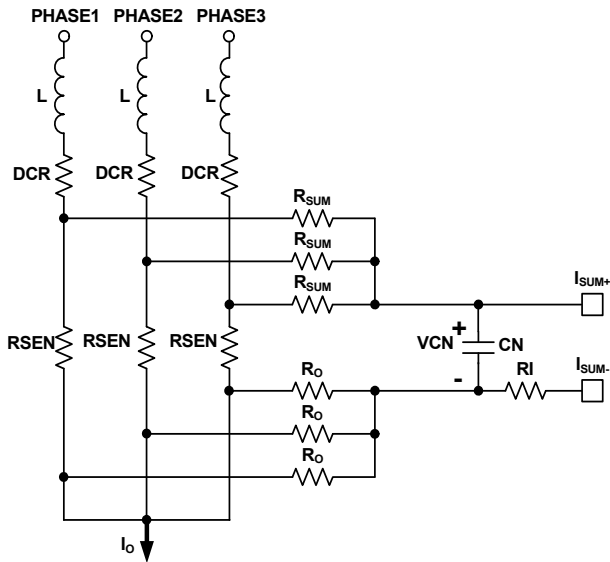 PHASE1 PHASE2 PHASE3
L L L
DCR DCR DCR
RSUM
RSUM
RSUM
ISUM+
RSEN RSEN RSEN
+
VCN CN
-
RI
ISUM-
RO
RO
RO
IO